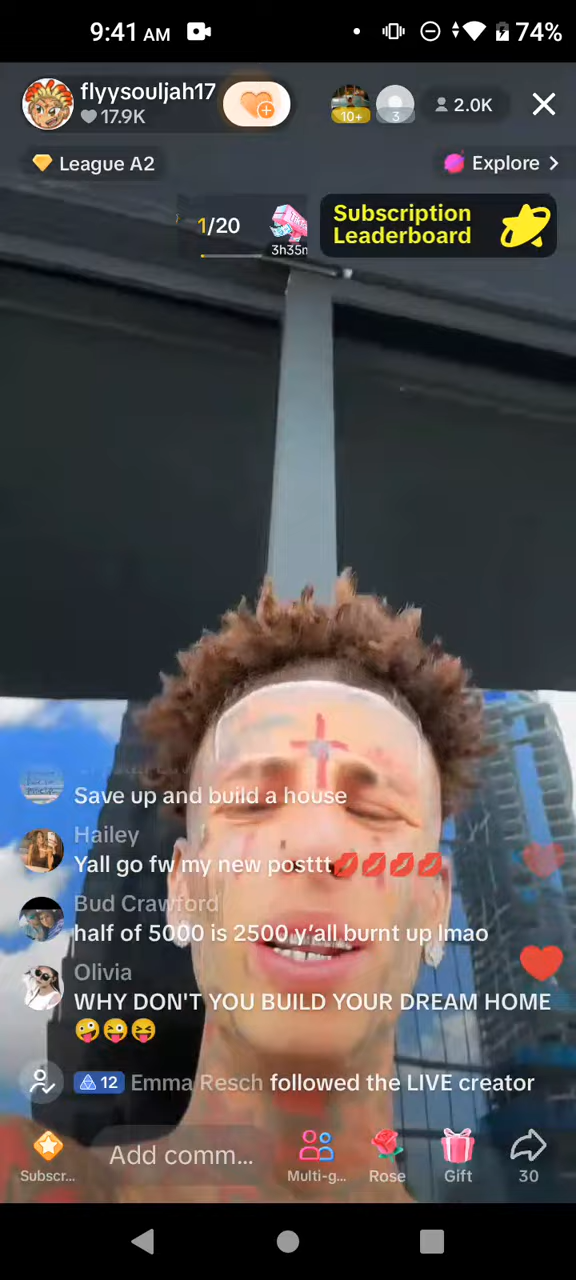 9:41 AM
74%
flyysouljah17
17.9K
10+
3
2.0K
League A2
Explore
1/20
3h35m
Subscription
Leaderboard
Save up and build a house
Hailey
Yall go fw my new posttt💋💋💋💋
Bud Crawford
half of 5000 is 2500 y'all burnt up lmao
Olivia
WHY DON'T YOU BUILD YOUR DREAM HOME
🤪😜😝
12 Emma Resch followed the LIVE creator
Add comm...
Subscr...
Multi-g...
Rose
Gift
30